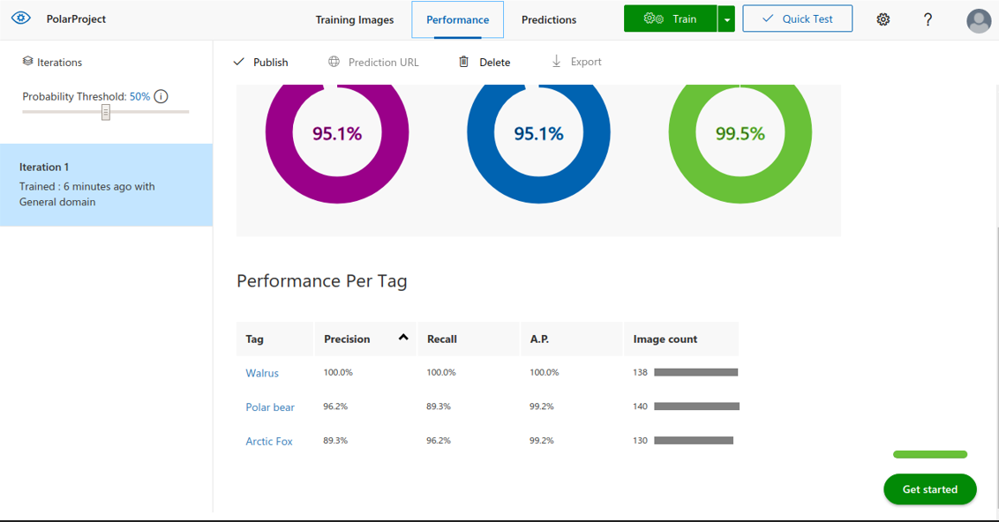 PolarProject Training Images Performance Predictions Train Quick Test ?
Iterations
Publish Prediction URL Delete Export
Probability Threshold: 50% i
95.1% 95.1% 99.5%
Iteration 1
Trained : 6 minutes ago with
General domain
Performance Per Tag
Tag Precision Recall A.P. Image count
Walrus 100.0% 100.0% 100.0% 138
Polar bear 96.2% 89.3% 99.2% 140
Arctic Fox 89.3% 96.2% 99.2% 130
Get started